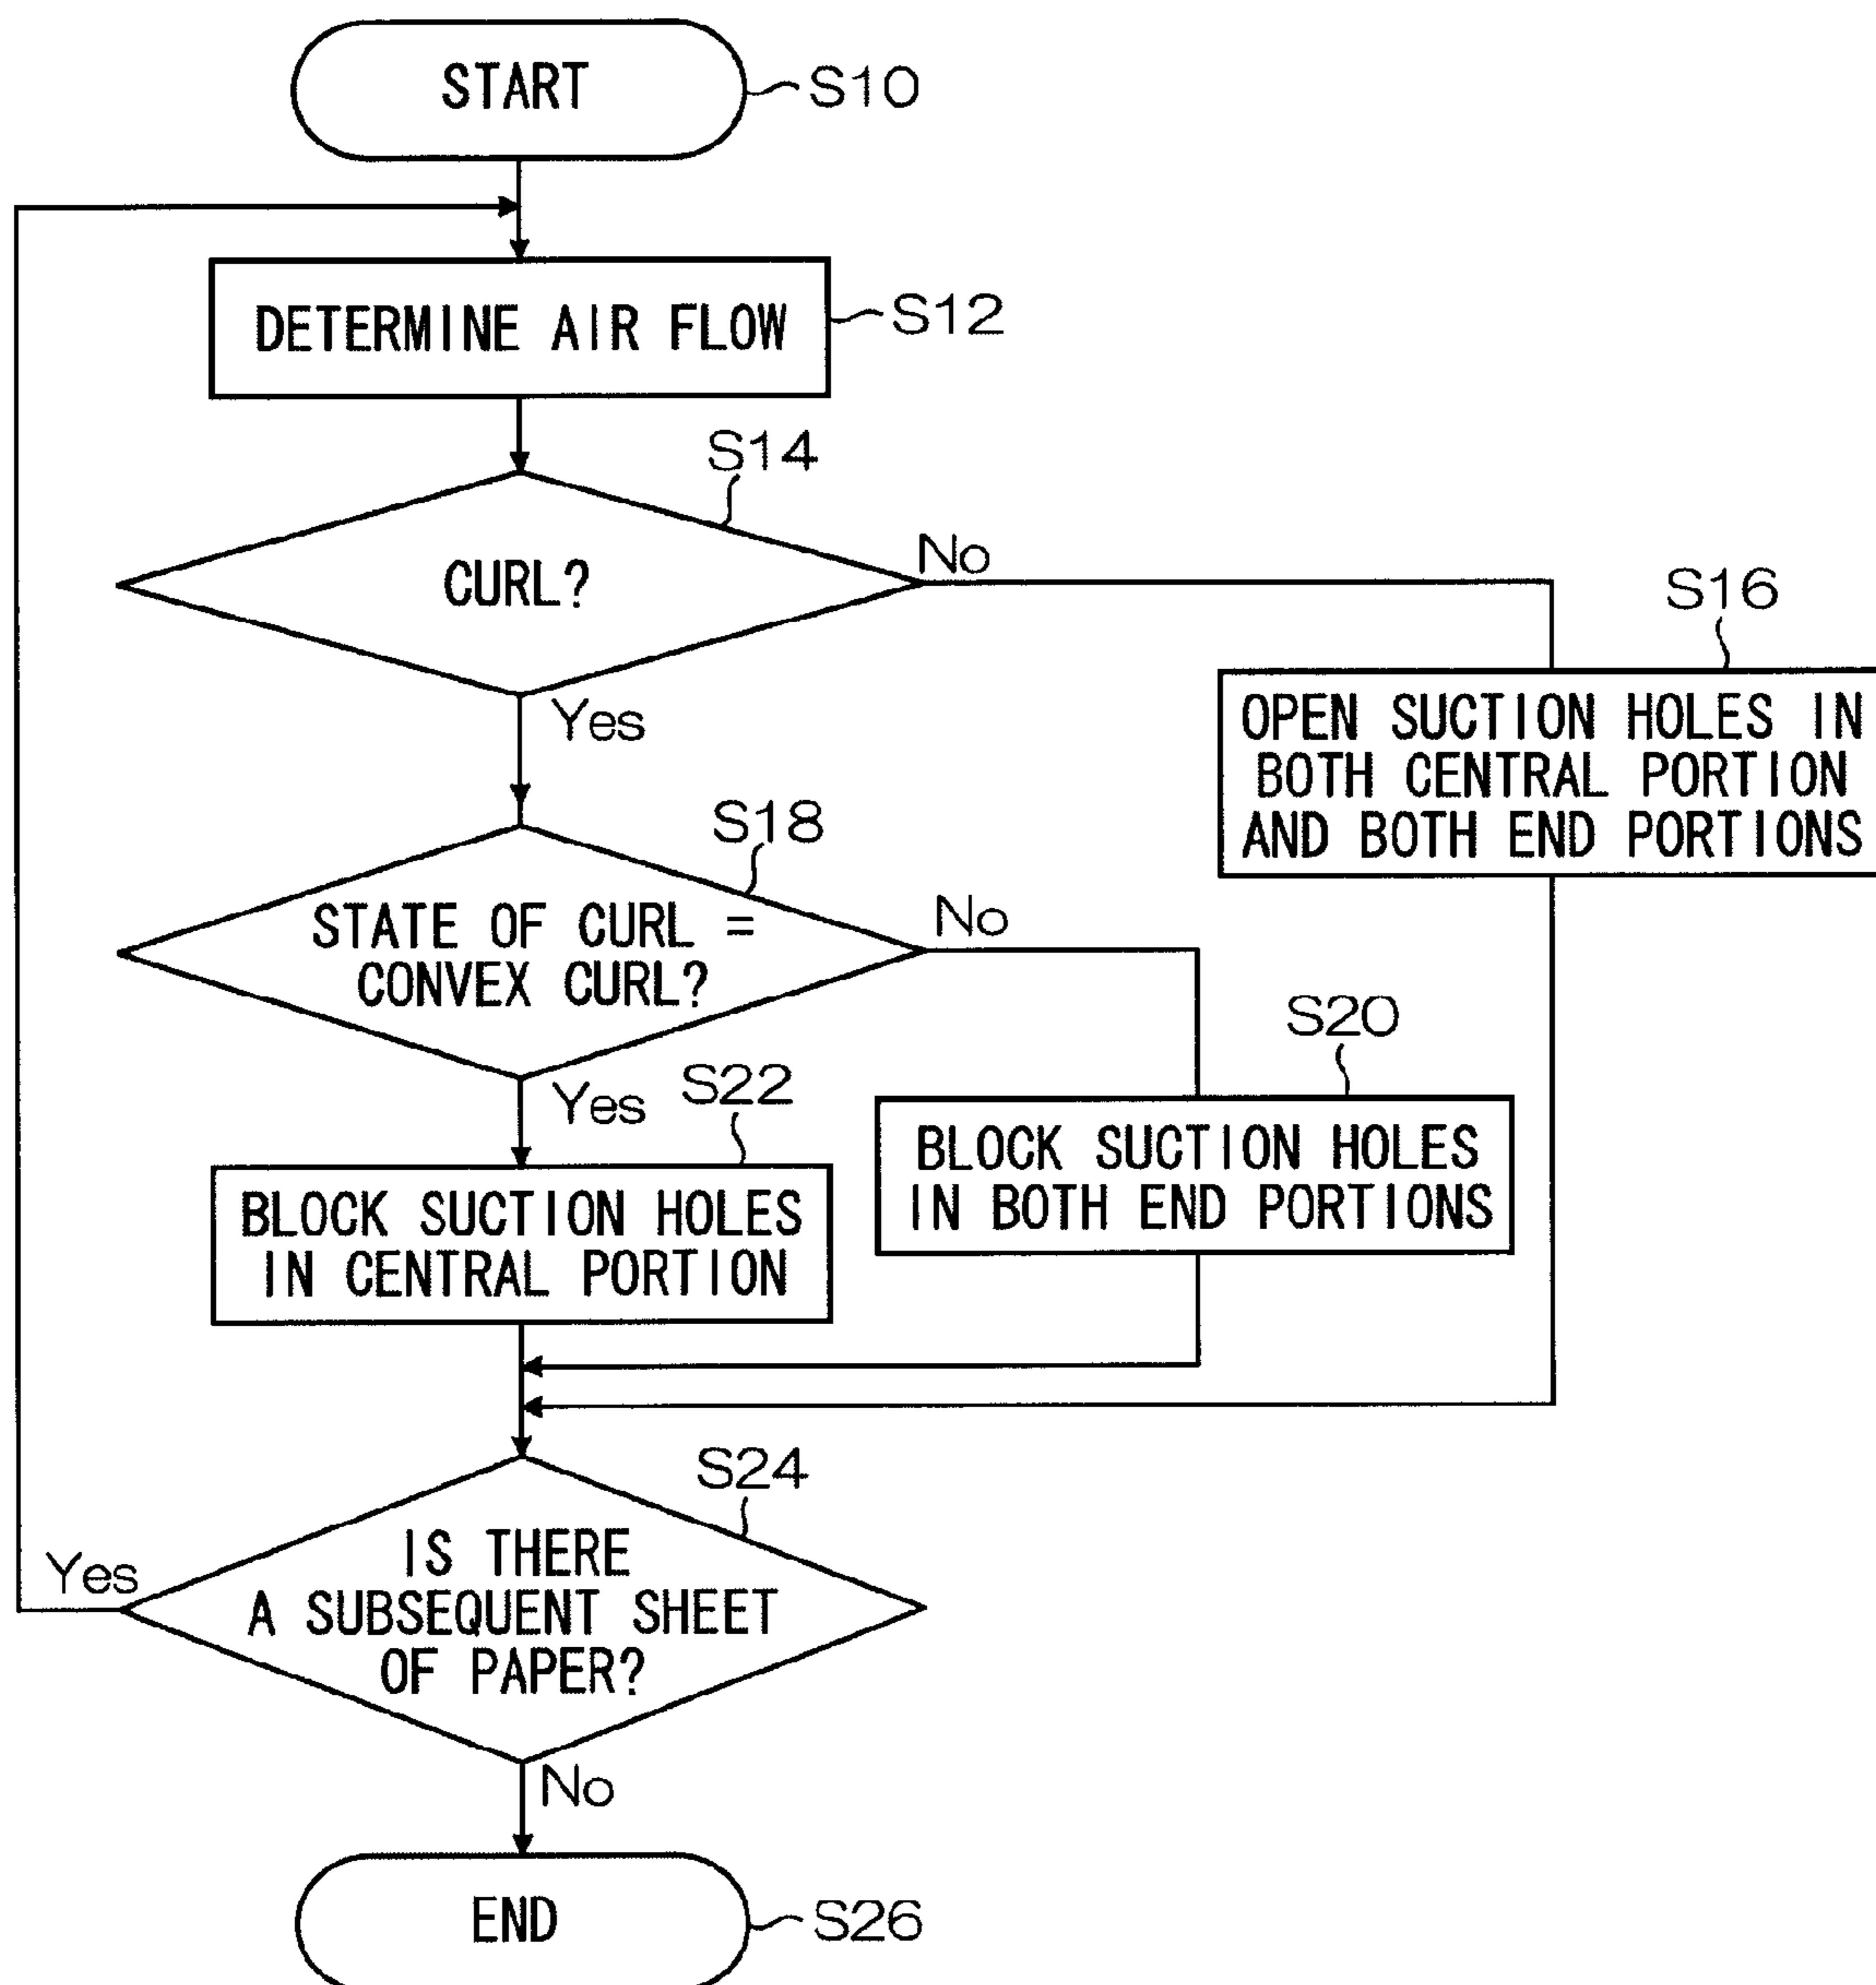 START
S10
DETERMINE AIR FLOW
S12
S14
CURL?
No
Yes
S16
OPEN SUCTION HOLES IN
BOTH CENTRAL PORTION
AND BOTH END PORTIONS
S18
STATE OF CURL =
CONVEX CURL?
No
Yes
S20
BLOCK SUCTION HOLES
IN BOTH END PORTIONS
S22
BLOCK SUCTION HOLES
IN CENTRAL PORTION
S24
IS THERE
A SUBSEQUENT SHEET
OF PAPER?
Yes
No
END
S26